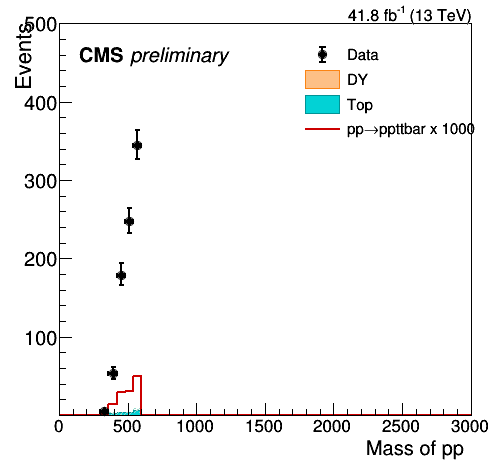 41.8 fb⁻¹ (13 TeV)
Events
CMS preliminary
Data
DY
Top
pp→ppttbar x 1000
500
400
300
200
100
0 500 1000 1500 2000 2500 3000
Mass of pp